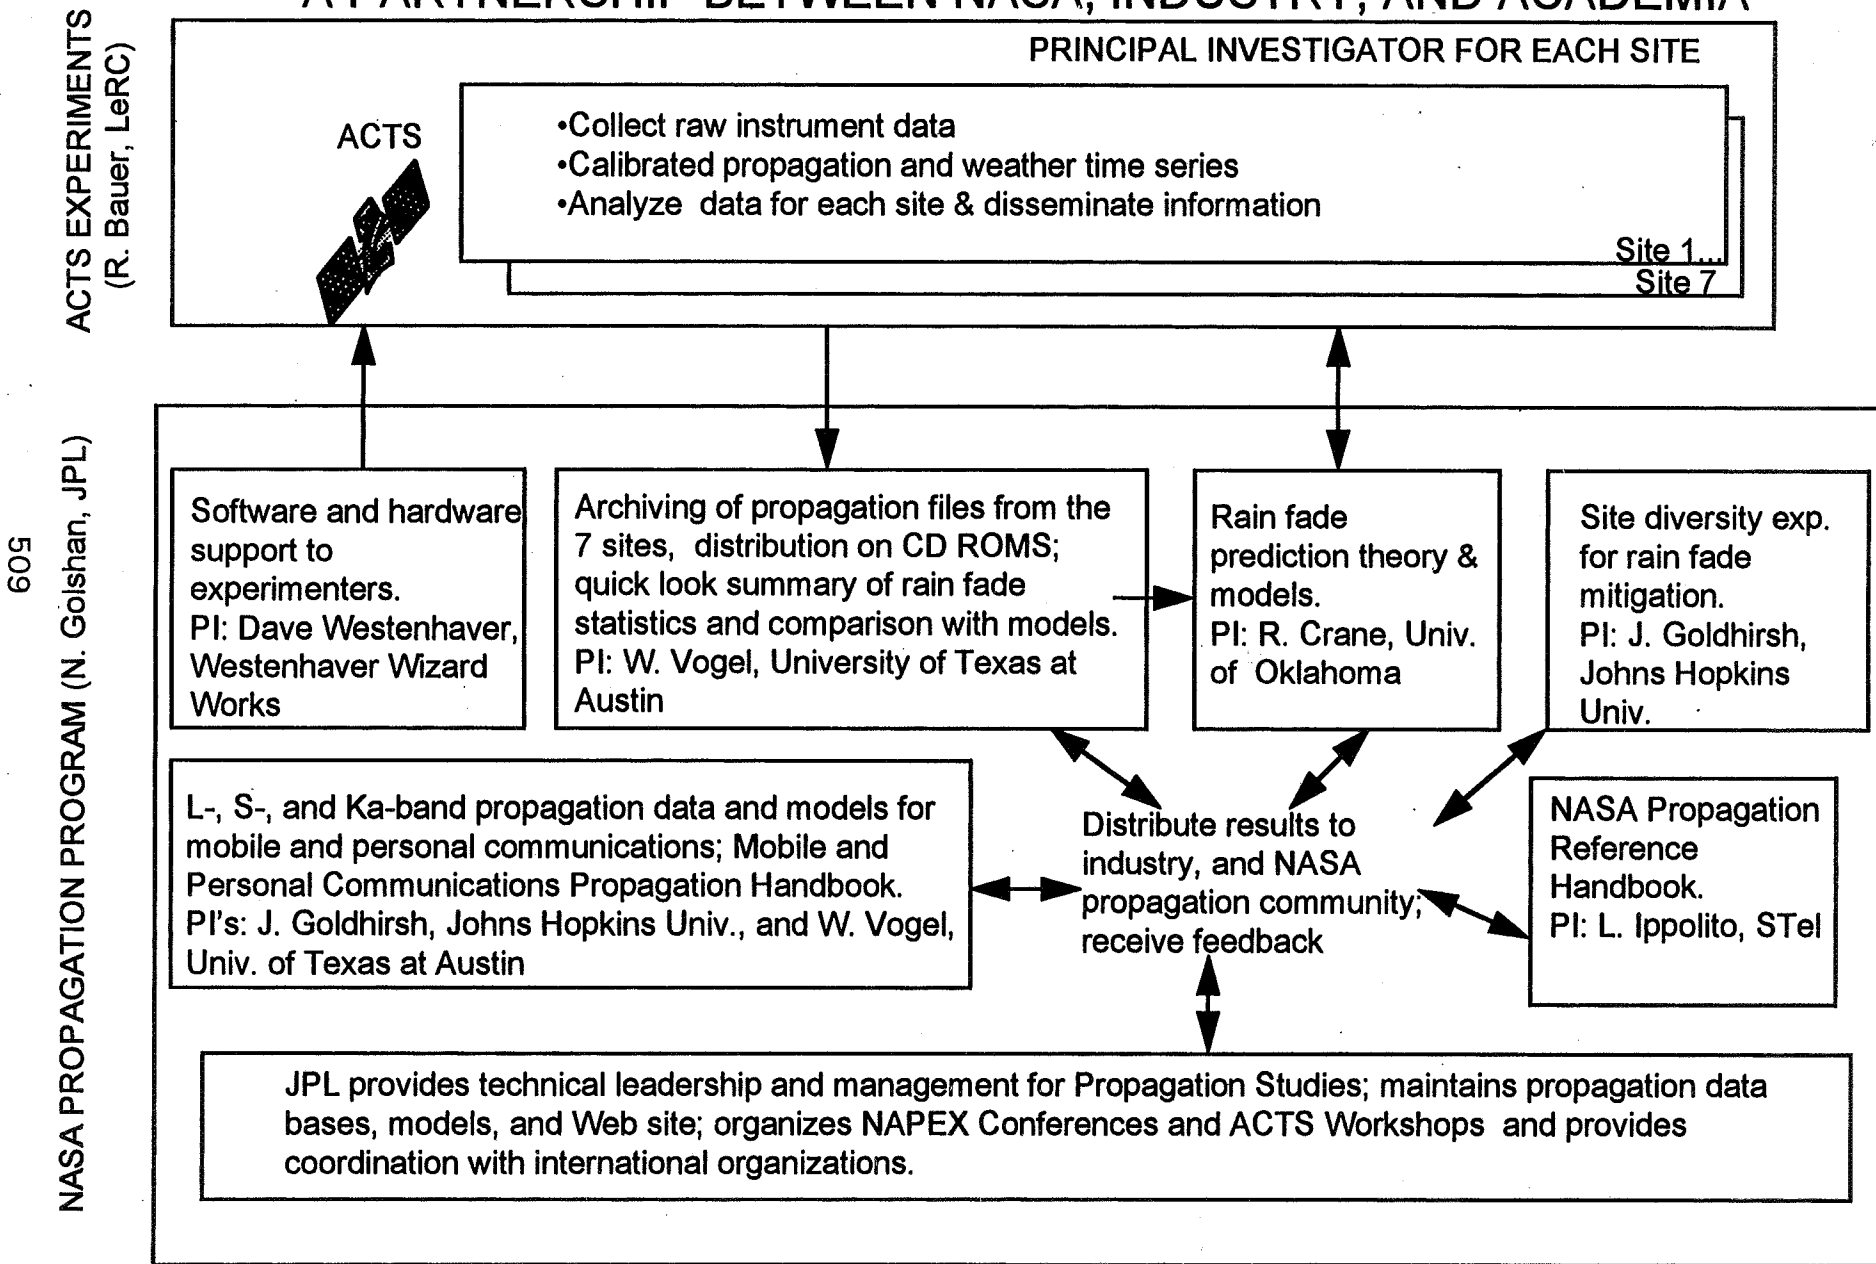 A PARTNERSHIP BETWEEN NASA, INDUSTRY, AND ACADEMIA
ACTS EXPERIMENTS
(R. Bauer, LeRC)
PRINCIPAL INVESTIGATOR FOR EACH SITE
ACTS
•Collect raw instrument data
•Calibrated propagation and weather time series
•Analyze data for each site & disseminate information
Site 1...
Site 7
509
NASA PROPAGATION PROGRAM (N. Golshan, JPL)
Software and hardware
support to
experimenters.
PI: Dave Westenhaver,
Westenhaver Wizard
Works
Archiving of propagation files from the
7 sites, distribution on CD ROMS;
quick look summary of rain fade
statistics and comparison with models.
PI: W. Vogel, University of Texas at
Austin
Rain fade
prediction theory &
models.
PI: R. Crane, Univ.
of Oklahoma
Site diversity exp.
for rain fade
mitigation.
PI: J. Goldhirsh,
Johns Hopkins
Univ.
L-, S-, and Ka-band propagation data and models for
mobile and personal communications; Mobile and
Personal Communications Propagation Handbook.
PI's: J. Goldhirsh, Johns Hopkins Univ., and W. Vogel,
Univ. of Texas at Austin
Distribute results to
industry, and NASA
propagation community;
receive feedback
NASA Propagation
Reference
Handbook.
PI: L. Ippolito, STel
JPL provides technical leadership and management for Propagation Studies; maintains propagation data
bases, models, and Web site; organizes NAPEX Conferences and ACTS Workshops and provides
coordination with international organizations.